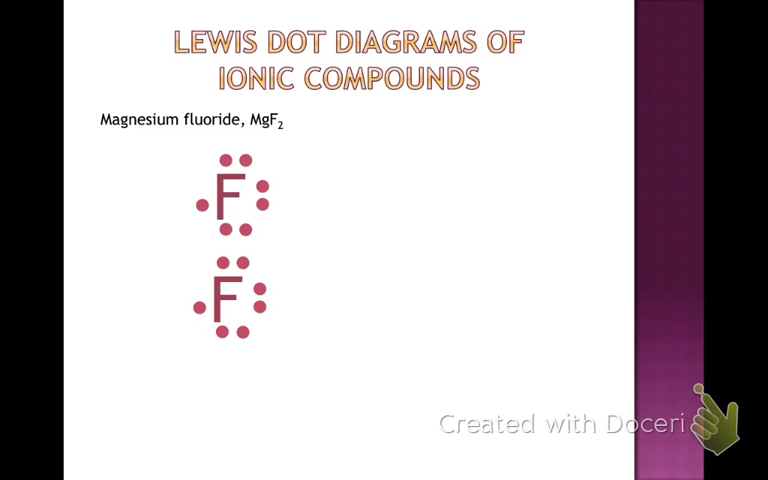 LEWIS DOT DIAGRAMS OF
IONIC COMPOUNDS
Magnesium fluoride, MgF₂
F
F
Created with Doceri